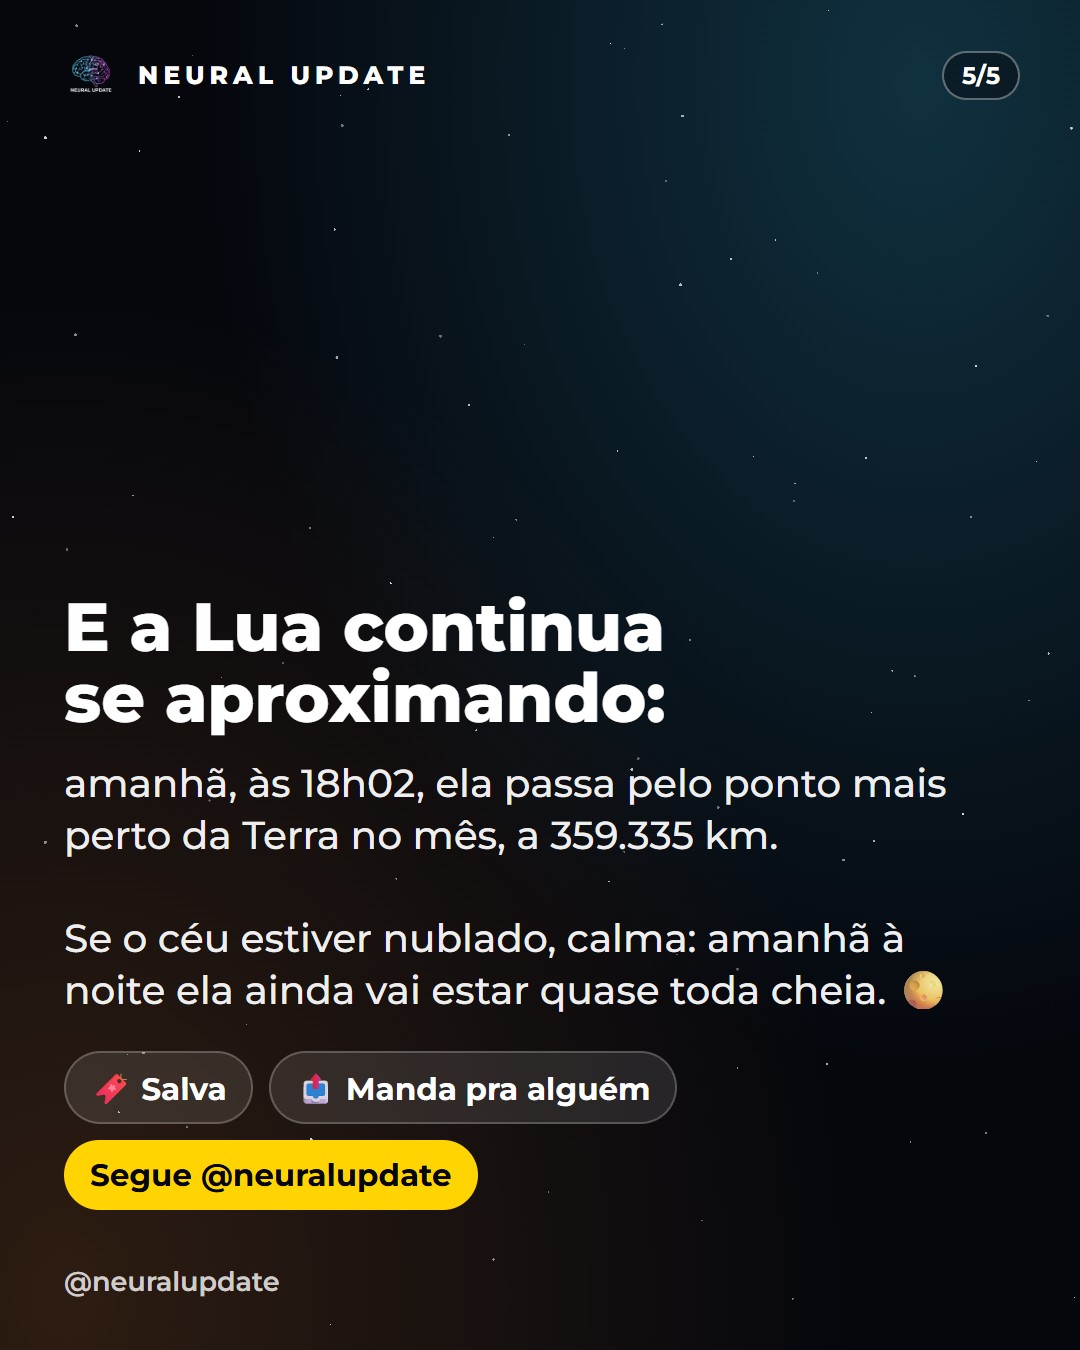 NEURAL UPDATE
NEURAL UPDATE
5/5
E a Lua continua
se aproximando:
amanhã, às 18h02, ela passa pelo ponto mais
perto da Terra no mês, a 359.335 km.
Se o céu estiver nublado, calma: amanhã à
noite ela ainda vai estar quase toda cheia. 🌕
Salva
Manda pra alguém
Segue @neuralupdate
@neuralupdate